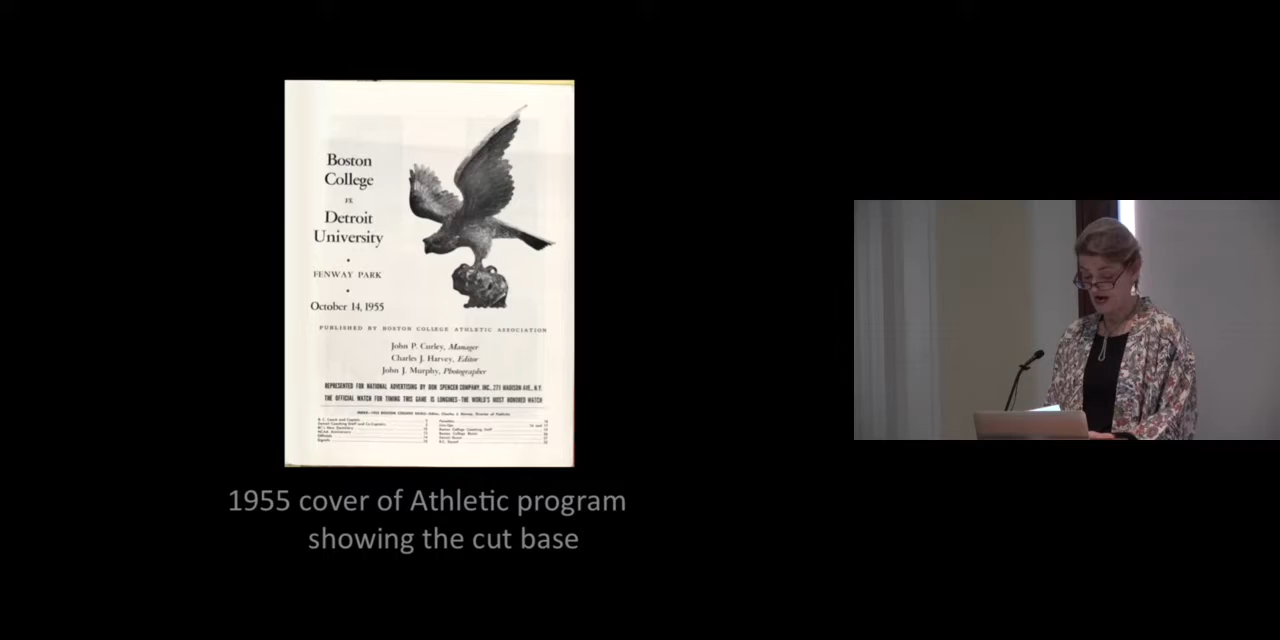 Boston
College
vs.
Detroit
University
FENWAY PARK
October 14, 1955
PUBLISHED BY BOSTON COLLEGE ATHLETIC ASSOCIATION
John P. Curley, Manager
Charles J. Harvey, Editor
John J. Murphy, Photographer
REPRESENTED FOR NATIONAL ADVERTISING BY DON SPENCER COMPANY, INC., 271 MADISON AVE., N.Y.
THE OFFICIAL WATCH FOR TIMING THIS GAME IS LONGINES–THE WORLD'S MOST HONORED WATCH
1955 cover of Athletic program
showing the cut base